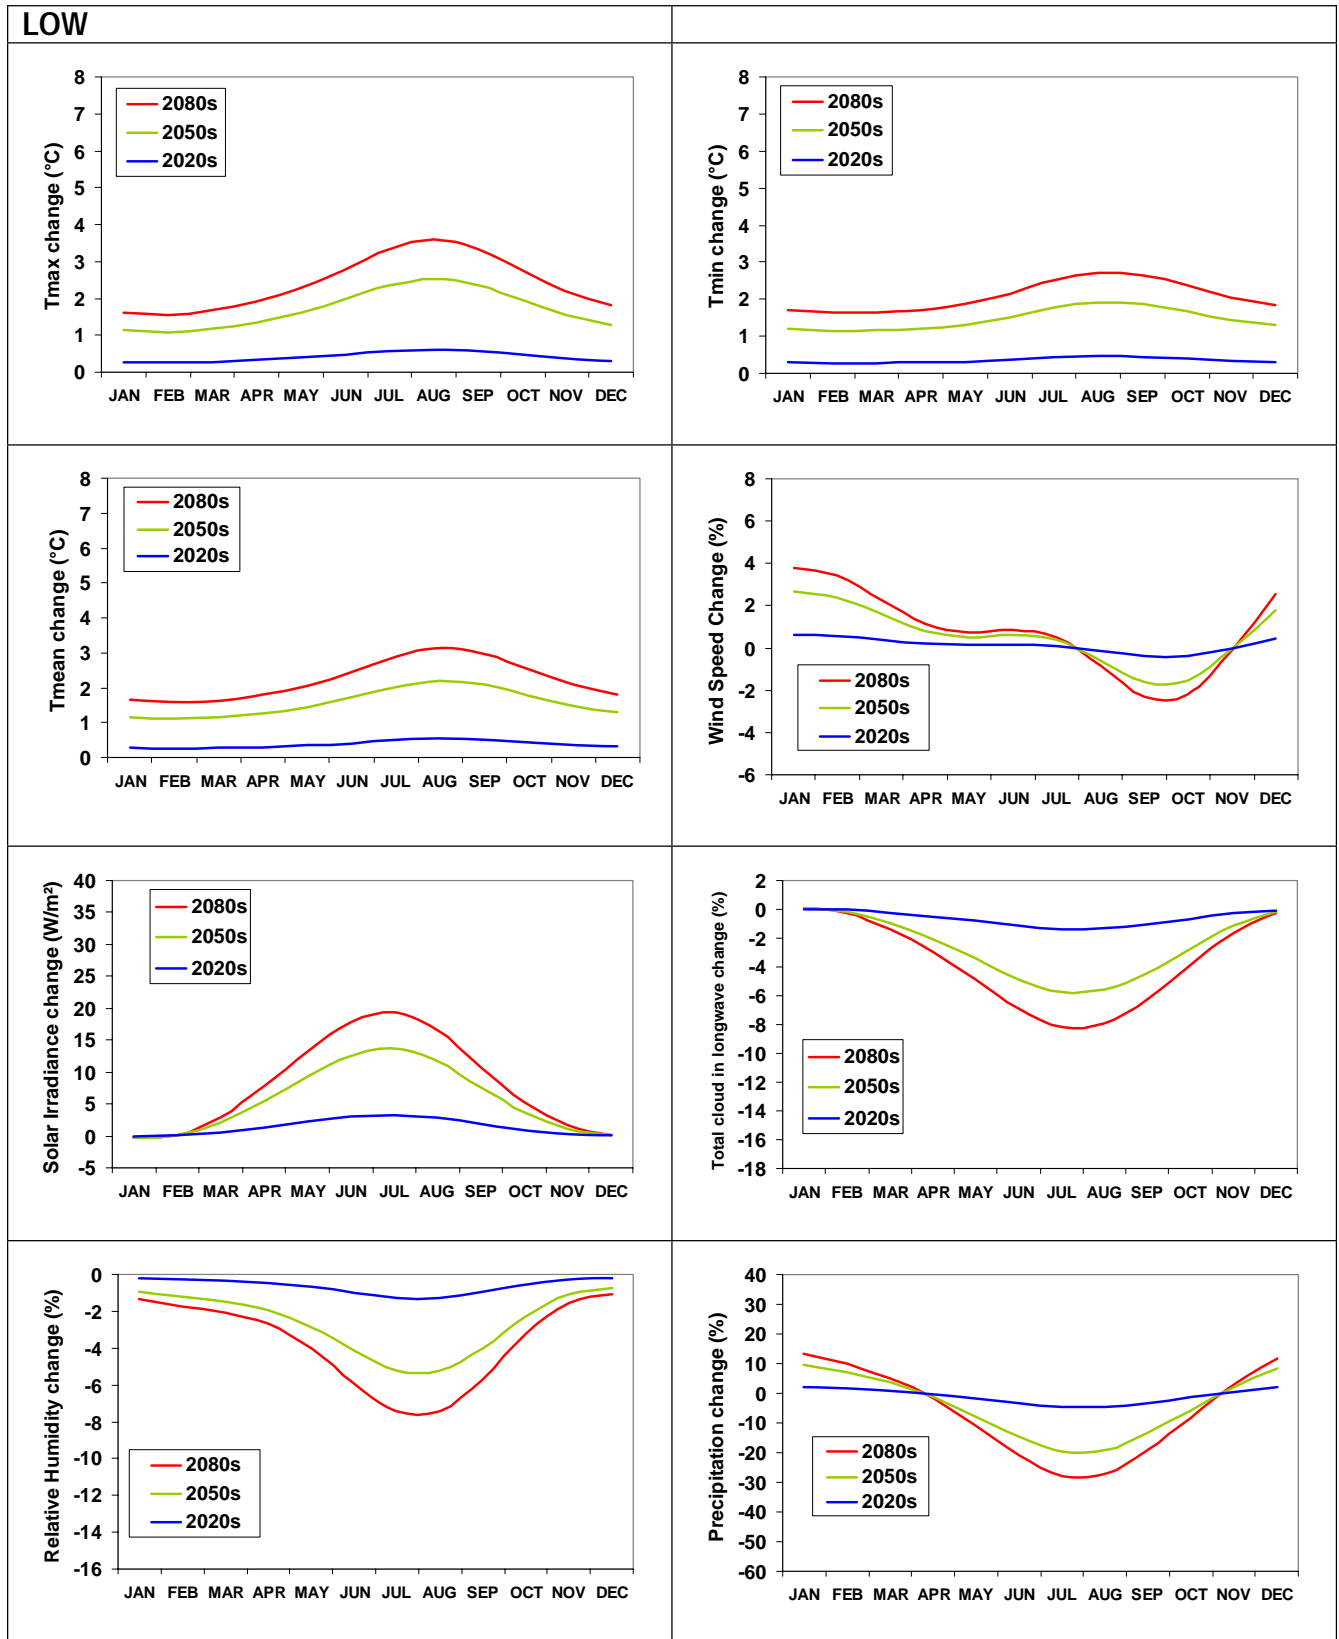 LOW
Tmax change (°C)
8
7
6
5
4
3
2
1
0
2080s
2050s
2020s
JAN FEB MAR APR MAY JUN JUL AUG SEP OCT NOV DEC
Tmin change (°C)
8
7
6
5
4
3
2
1
0
2080s
2050s
2020s
JAN FEB MAR APR MAY JUN JUL AUG SEP OCT NOV DEC
Tmean change (°C)
8
7
6
5
4
3
2
1
0
2080s
2050s
2020s
JAN FEB MAR APR MAY JUN JUL AUG SEP OCT NOV DEC
Wind Speed Change (%)
8
6
4
2
0
-2
-4
-6
2080s
2050s
2020s
JAN FEB MAR APR MAY JUN JUL AUG SEP OCT NOV DEC
Solar Irradiance change (W/m²)
40
35
30
25
20
15
10
5
0
-5
2080s
2050s
2020s
JAN FEB MAR APR MAY JUN JUL AUG SEP OCT NOV DEC
Total cloud in longwave change (%)
2
0
-2
-4
-6
-8
-10
-12
-14
-16
-18
2080s
2050s
2020s
JAN FEB MAR APR MAY JUN JUL AUG SEP OCT NOV DEC
Relative Humidity change (%)
0
-2
-4
-6
-8
-10
-12
-14
-16
2080s
2050s
2020s
JAN FEB MAR APR MAY JUN JUL AUG SEP OCT NOV DEC
Precipitation change (%)
40
30
20
10
0
-10
-20
-30
-40
-50
-60
2080s
2050s
2020s
JAN FEB MAR APR MAY JUN JUL AUG SEP OCT NOV DEC